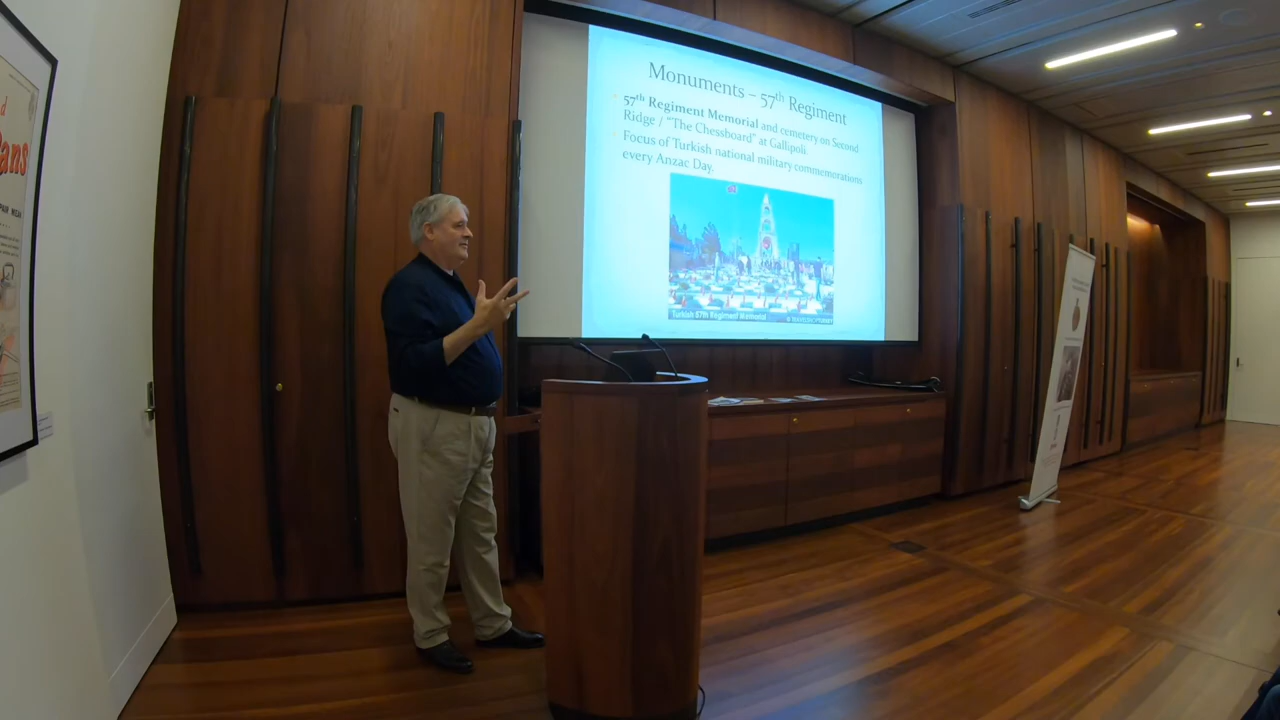 d
ans
Monuments – 57th Regiment
57th Regiment Memorial and cemetery on Second
Ridge / "The Chessboard" at Gallipoli.
Focus of Turkish national military commemorations
every Anzac Day.
Turkish 57th Regiment Memorial